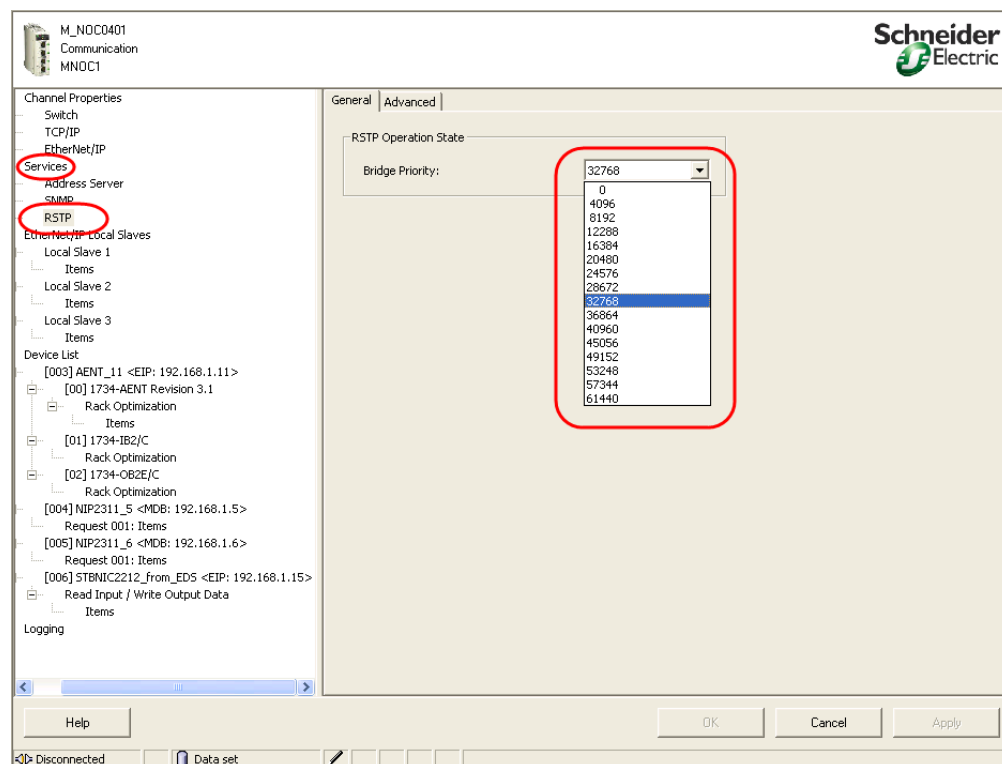 M_NOC0401
Communication
MNOC1
Schneider
Electric
Channel Properties
Switch
TCP/IP
EtherNet/IP
Services
Address Server
SNMP
RSTP
EtherNet/IP Local Slaves
Local Slave 1
Items
Local Slave 2
Items
Local Slave 3
Items
Device List
[003] AENT_11 <EIP: 192.168.1.11>
[00] 1734-AENT Revision 3.1
Rack Optimization
Items
[01] 1734-IB2/C
Rack Optimization
[02] 1734-OB2E/C
Rack Optimization
[004] NIP2311_5 <MDB: 192.168.1.5>
Request 001: Items
[005] NIP2311_6 <MDB: 192.168.1.6>
Request 001: Items
[006] STBNIC2212_from_EDS <EIP: 192.168.1.15>
Read Input / Write Output Data
Items
Logging
General
Advanced
RSTP Operation State
Bridge Priority:
32768
0
4096
8192
12288
16384
20480
24576
28672
32768
36864
40960
45056
49152
53248
57344
61440
Help
OK
Cancel
Apply
Disconnected
Data set